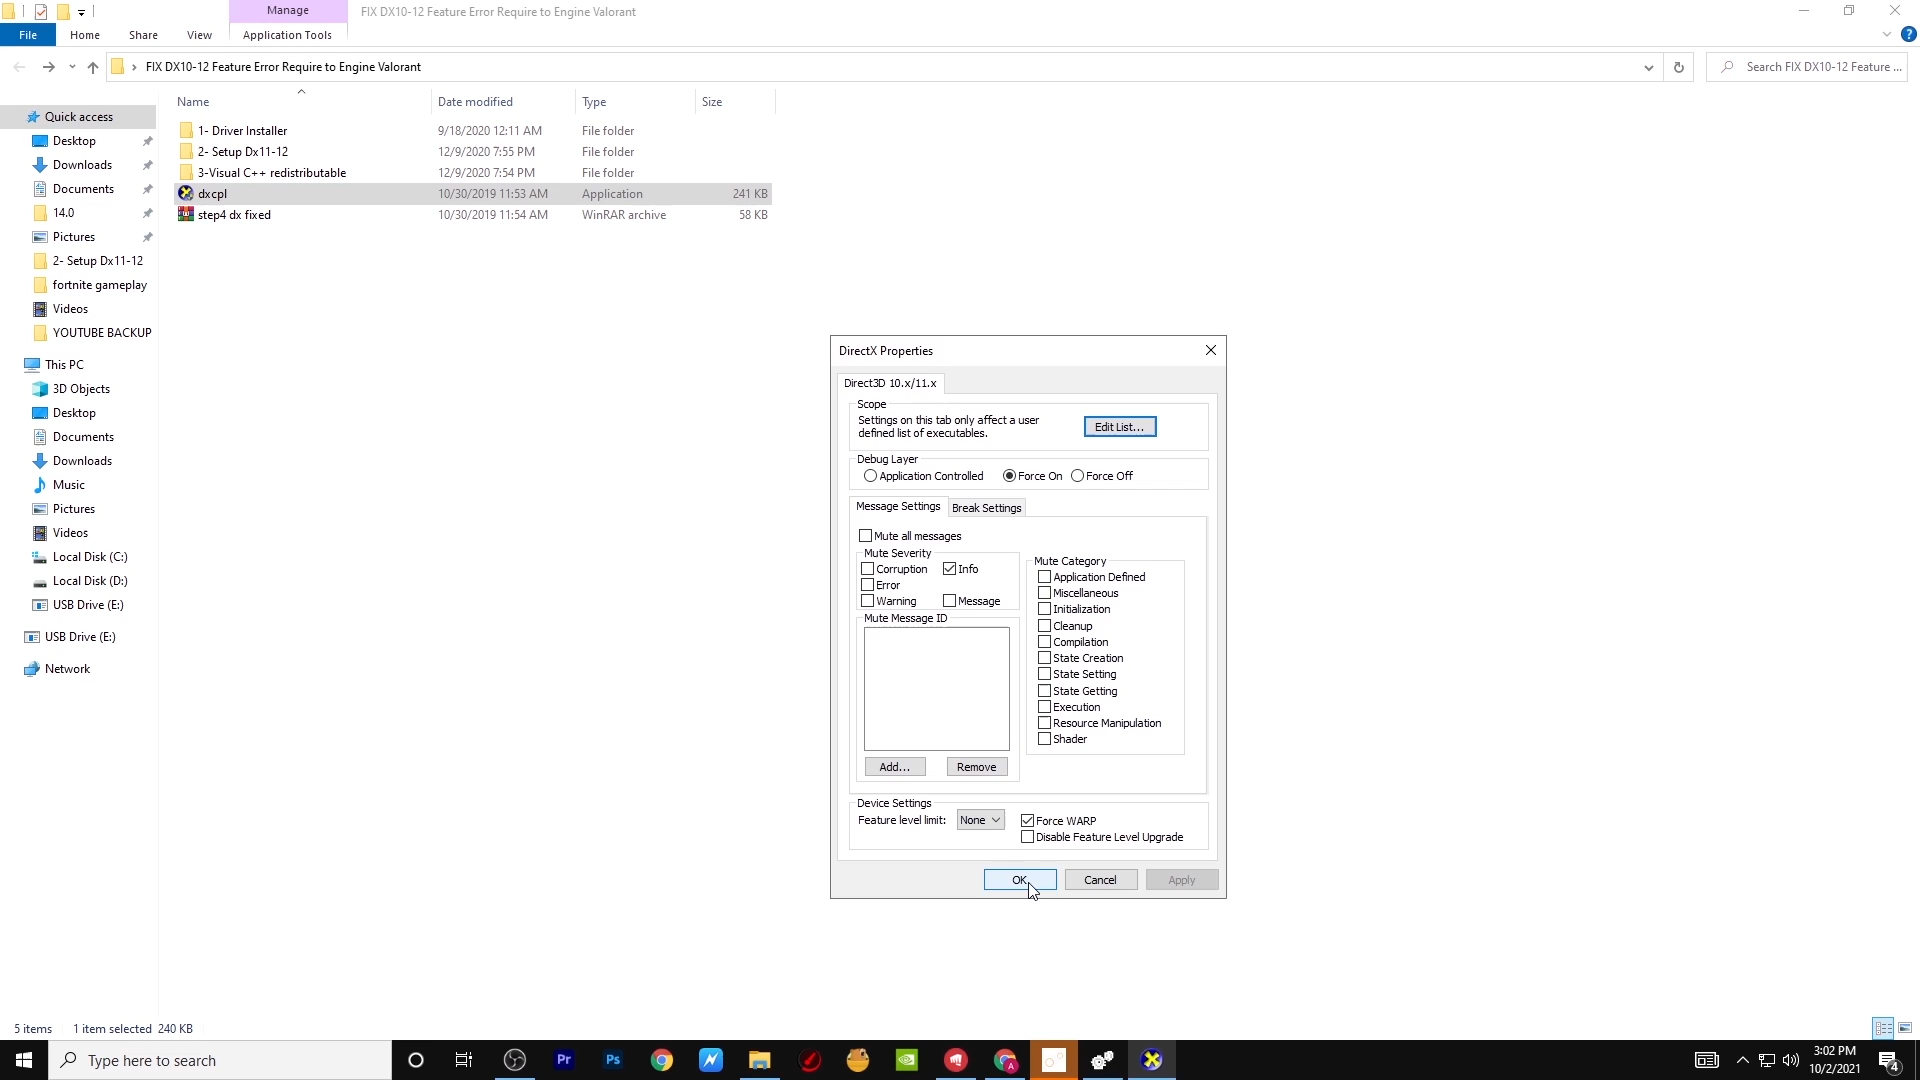 Manage
FIX DX10-12 Feature Error Require to Engine Valorant
File
Home
Share
View
Application Tools
FIX DX10-12 Feature Error Require to Engine Valorant
Search FIX DX10-12 Feature ...
Name
Date modified
Type
Size
1- Driver Installer
9/18/2020 12:11 AM
File folder
2- Setup Dx11-12
12/9/2020 7:55 PM
File folder
3-Visual C++ redistributable
12/9/2020 7:54 PM
File folder
dxcpl
10/30/2019 11:53 AM
Application
241 KB
step4 dx fixed
10/30/2019 11:54 AM
WinRAR archive
58 KB
Quick access
Desktop
Downloads
Documents
14.0
Pictures
2- Setup Dx11-12
fortnite gameplay
Videos
YOUTUBE BACKUP
This PC
3D Objects
Desktop
Documents
Downloads
Music
Pictures
Videos
Local Disk (C:)
Local Disk (D:)
USB Drive (E:)
USB Drive (E:)
Network
DirectX Properties
Direct3D 10.x/11.x
Scope
Settings on this tab only affect a user
defined list of executables.
Edit List...
Debug Layer
Application Controlled
Force On
Force Off
Message Settings
Break Settings
Mute all messages
Mute Severity
Corruption
Info
Error
Warning
Message
Mute Message ID
Add...
Remove
Mute Category
Application Defined
Miscellaneous
Initialization
Cleanup
Compilation
State Creation
State Setting
State Getting
Execution
Resource Manipulation
Shader
Device Settings
Feature level limit:
None
Force WARP
Disable Feature Level Upgrade
OK
Cancel
Apply
5 items
1 item selected 240 KB
Type here to search
Pr
Ps
A
3:02 PM
10/2/2021
4